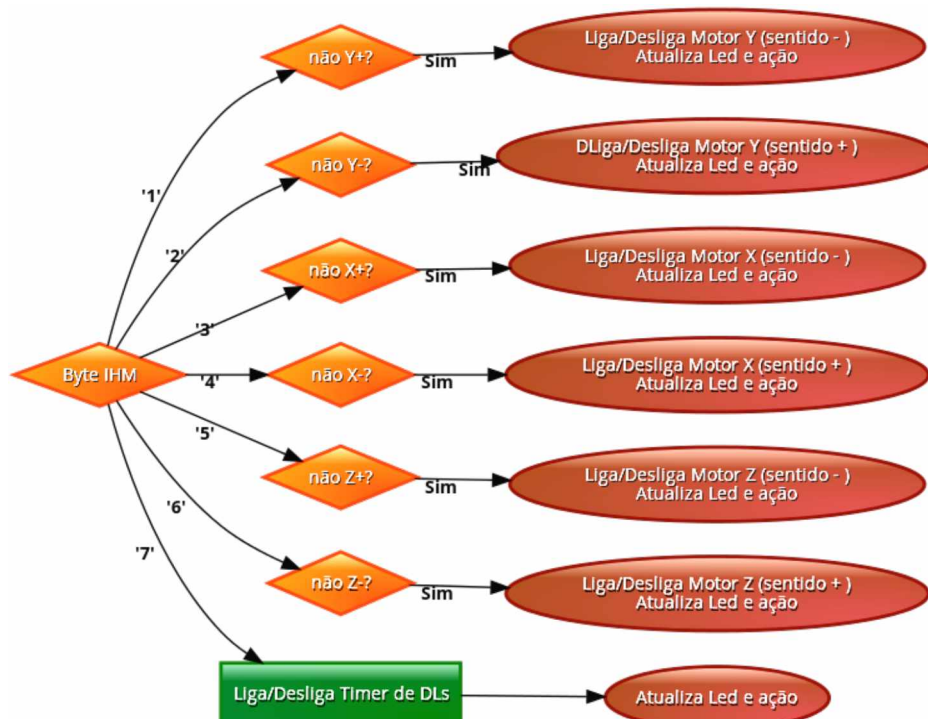 não Y+?
Sim
Liga/Desliga Motor Y (sentido - )
Atualiza Led e ação
'1'
não Y-?
Sim
DLiga/Desliga Motor Y (sentido + )
Atualiza Led e ação
'2'
não X+?
Sim
Liga/Desliga Motor X (sentido - )
Atualiza Led e ação
'3'
Byte IHM
'4'
não X-?
Sim
Liga/Desliga Motor X (sentido + )
Atualiza Led e ação
'5'
não Z+?
Sim
Liga/Desliga Motor Z (sentido - )
Atualiza Led e ação
'6'
não Z-?
Sim
Liga/Desliga Motor Z (sentido + )
Atualiza Led e ação
'7'
Liga/Desliga Timer de DLs
Atualiza Led e ação